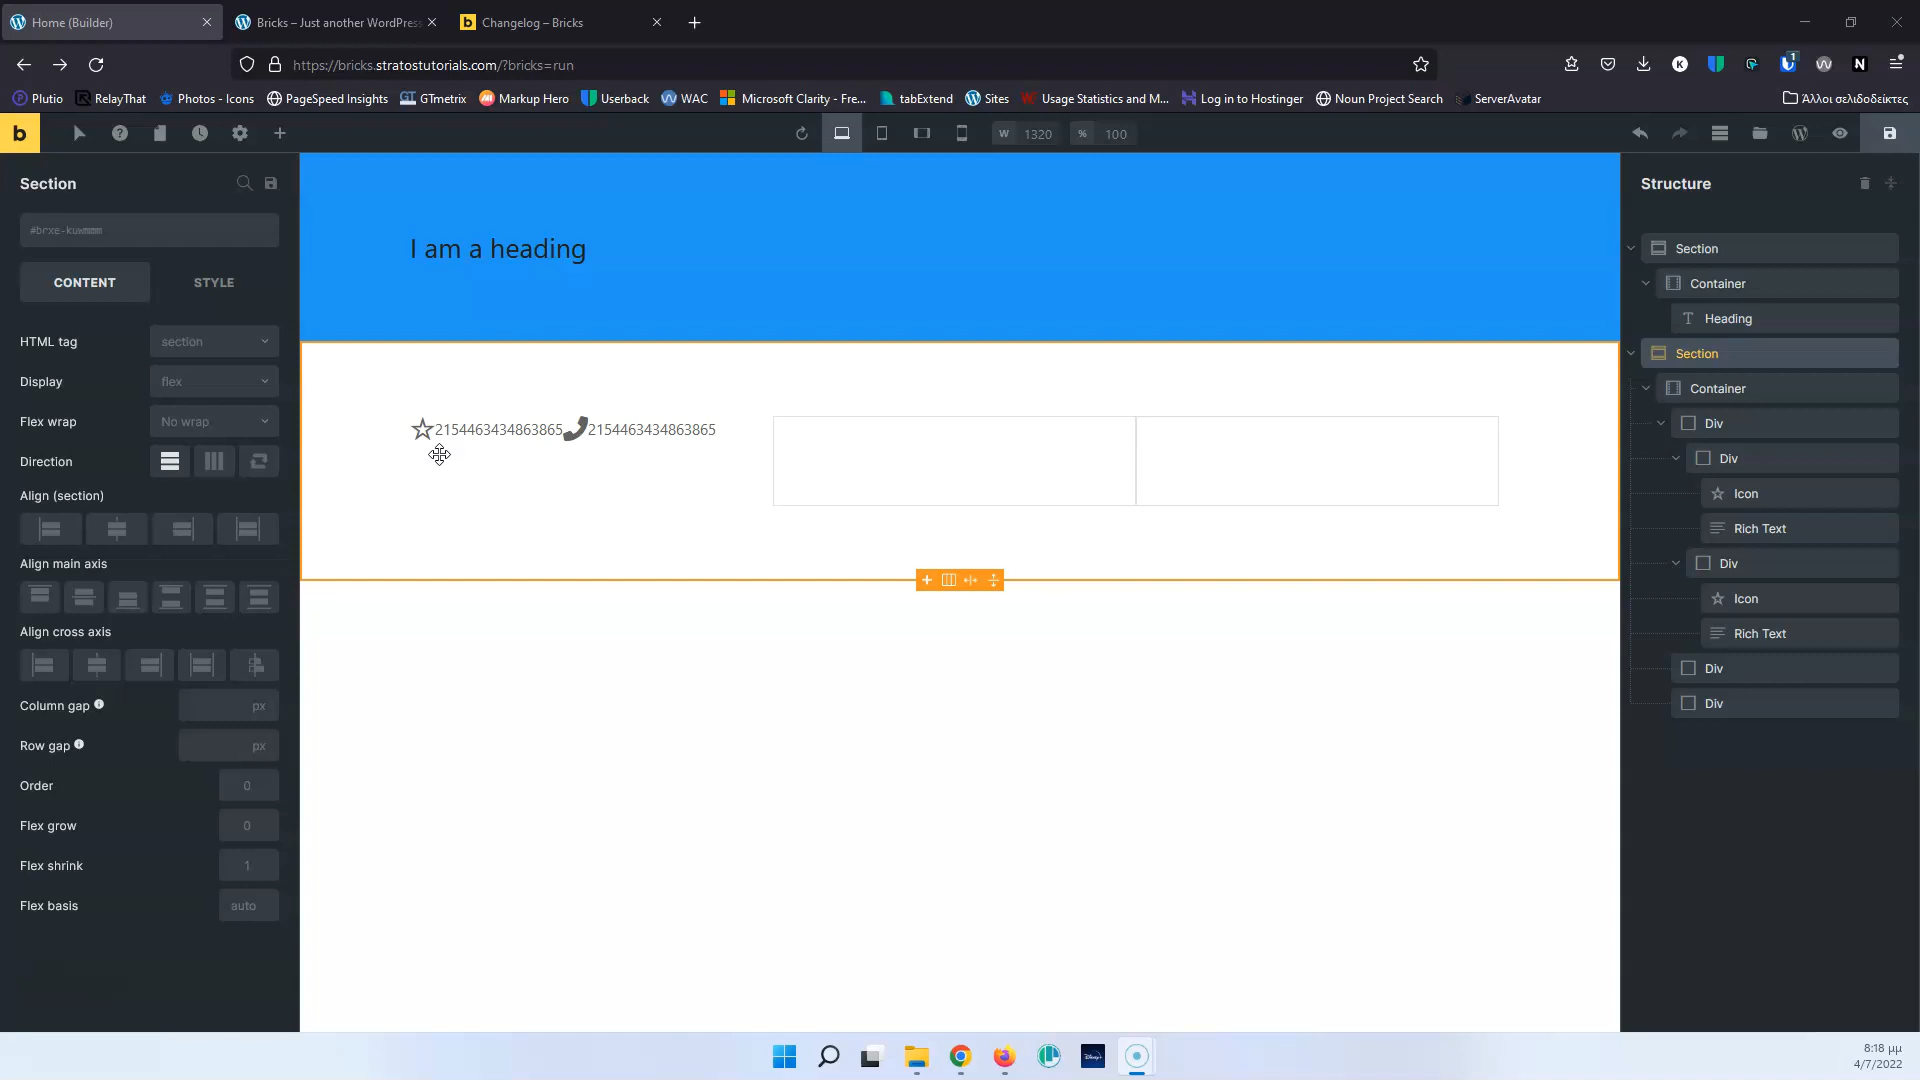 Home (Builder)
Bricks – Just another WordPress
b Changelog – Bricks
https://bricks.stratostutorials.com/?bricks=run
1
Plutio
RelayThat
Photos - Icons
PageSpeed Insights
GT GTmetrix
Markup Hero
Userback
WAC
Microsoft Clarity - Fre...
tabExtend
Sites
Usage Statistics and M...
Log in to Hostinger
Noun Project Search
ServerAvatar
Άλλοι σελιδοδείκτες
b
W 1320 % 100
Section
#brxe-kuwmmm
CONTENT STYLE
HTML tag section
Display flex
Flex wrap No wrap
Direction
Align (section)
Align main axis
Align cross axis
Column gap px
Row gap px
Order 0
Flex grow 0
Flex shrink 1
Flex basis auto
I am a heading
2154463434863865 2154463434863865
Structure
Section
Container
Heading
Section
Container
Div
Div
Icon
Rich Text
Div
Icon
Rich Text
Div
Div
8:18 μμ
4/7/2022